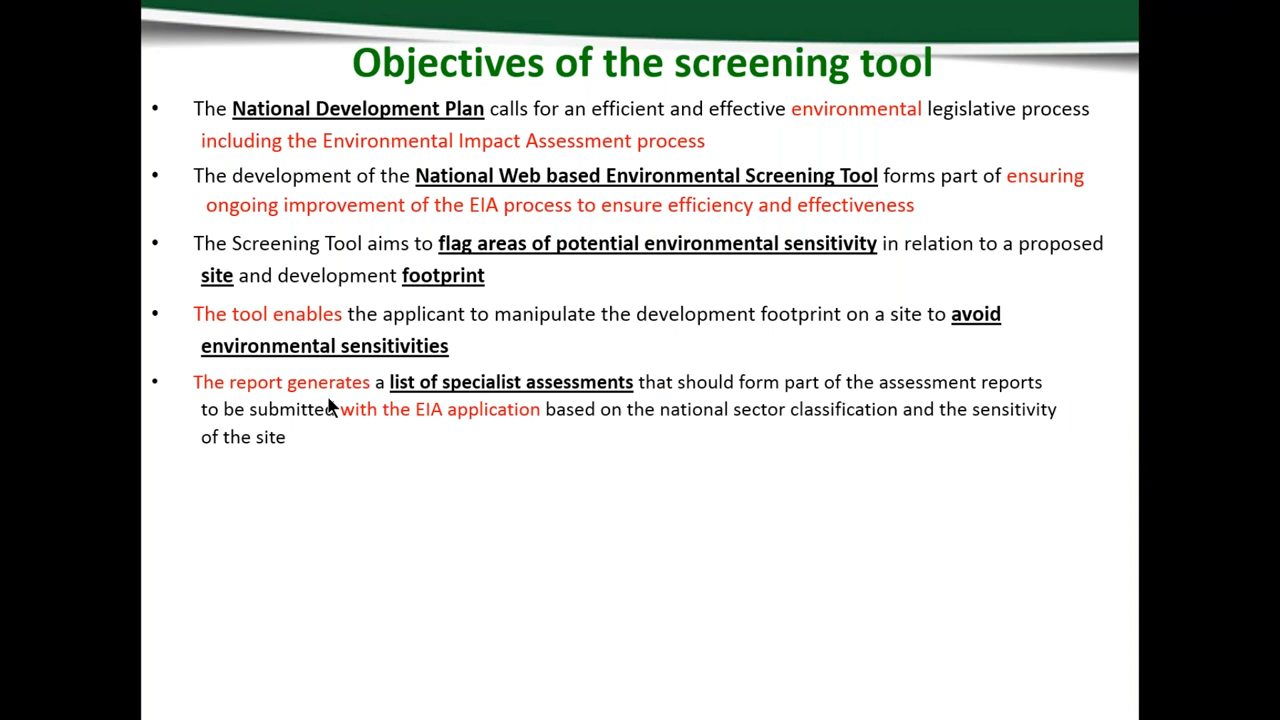 Objectives of the screening tool
• The National Development Plan calls for an efficient and effective environmental legislative process
including the Environmental Impact Assessment process
• The development of the National Web based Environmental Screening Tool forms part of ensuring
ongoing improvement of the EIA process to ensure efficiency and effectiveness
• The Screening Tool aims to flag areas of potential environmental sensitivity in relation to a proposed
site and development footprint
• The tool enables the applicant to manipulate the development footprint on a site to avoid
environmental sensitivities
• The report generates a list of specialist assessments that should form part of the assessment reports
to be submitted with the EIA application based on the national sector classification and the sensitivity
of the site